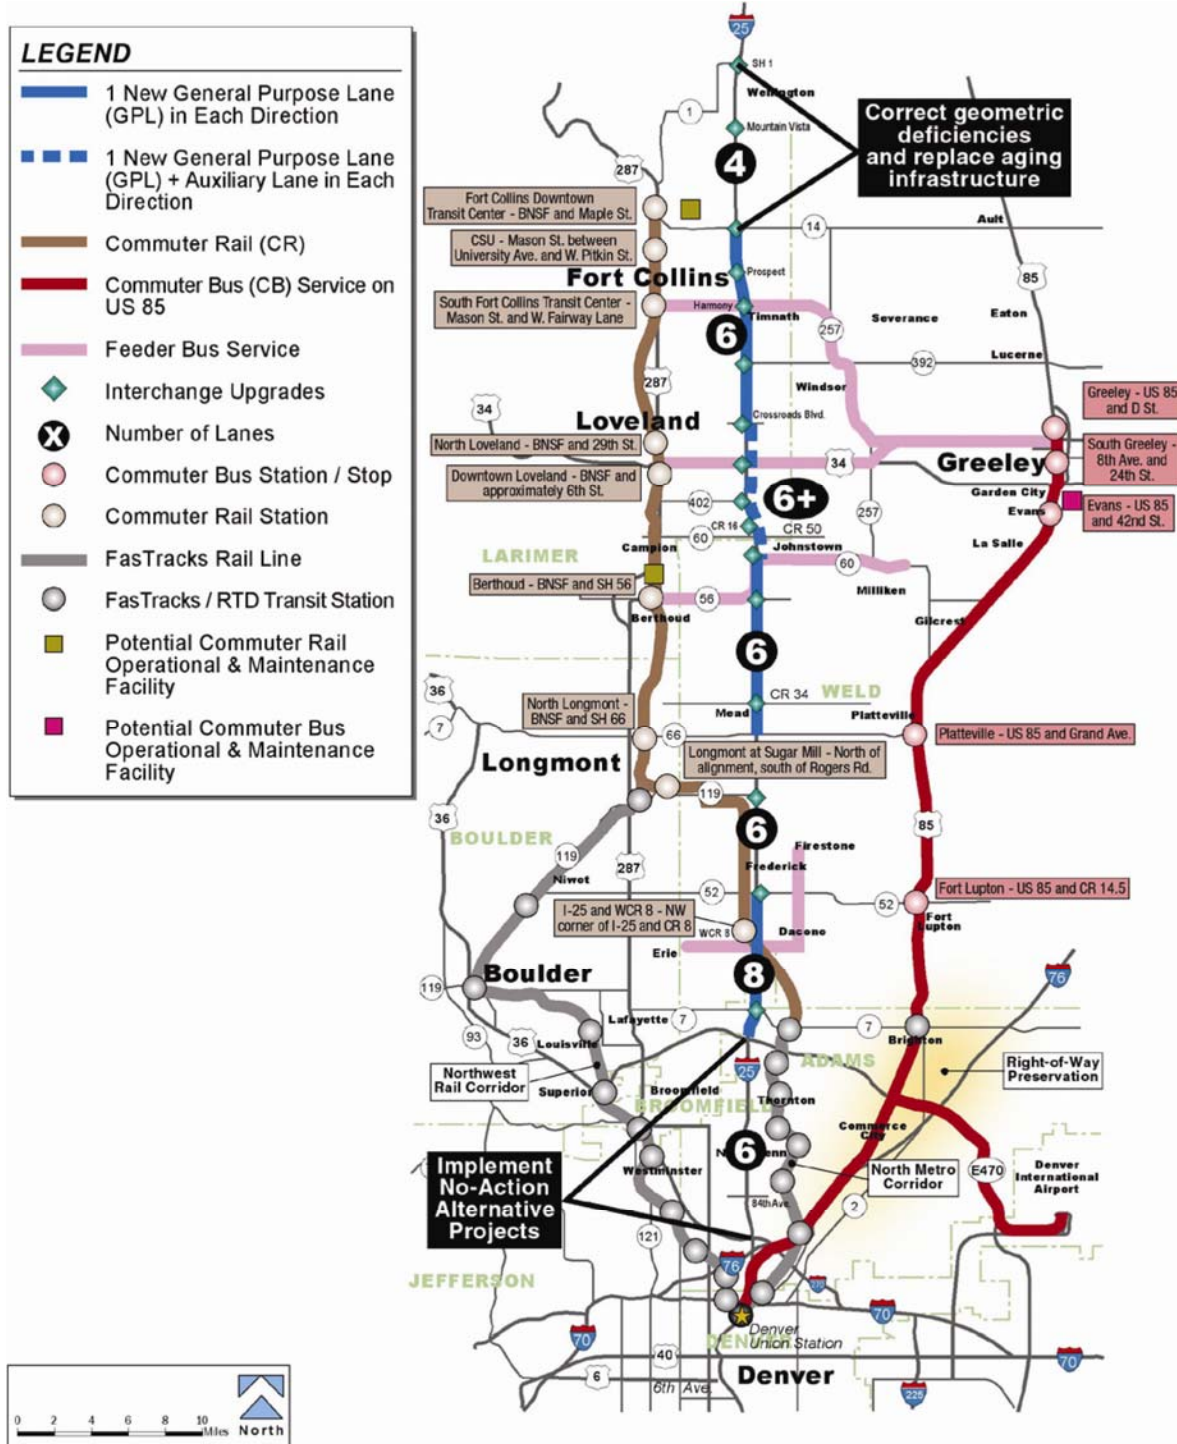 LEGEND
1 New General Purpose Lane
(GPL) in Each Direction
1 New General Purpose Lane
(GPL) + Auxiliary Lane in Each
Direction
Commuter Rail (CR)
Commuter Bus (CB) Service on
US 85
Feeder Bus Service
Interchange Upgrades
X
Number of Lanes
Commuter Bus Station / Stop
Commuter Rail Station
FasTracks Rail Line
FasTracks / RTD Transit Station
Potential Commuter Rail
Operational & Maintenance
Facility
Potential Commuter Bus
Operational & Maintenance
Facility
25
SH 1
Wellington
1
Mountain Vista
Correct geometric
deficiencies
and replace aging
infrastructure
4
287
Fort Collins Downtown
Transit Center - BNSF and Maple St.
14
Ault
CSU - Mason St. between
University Ave. and W. Pitkin St.
Fort Collins
Prospect
85
South Fort Collins Transit Center -
Mason St. and W. Fairway Lane
Harmony
Timnath
Severance
Eaton
257
6
392
Lucerne
287
Windsor
34
Greeley - US 85
and D St.
Loveland
Crossroads Blvd.
North Loveland - BNSF and 29th St.
South Greeley -
8th Ave. and
24th St.
34
Greeley
Downtown Loveland - BNSF and
approximately 6th St.
6+
Garden City
402
257
Evans
Evans - US 85
and 42nd St.
CR 16
CR 50
60
La Salle
LARIMER
Campion
Johnstown
60
Berthoud - BNSF and SH 56
56
Milliken
Berthoud
Gilcrest
6
36
WELD
CR 34
North Longmont -
BNSF and SH 66
Mead
Platteville
7
66
Platteville - US 85 and Grand Ave.
Longmont
Longmont at Sugar Mill - North of
alignment, south of Rogers Rd.
119
36
6
85
BOULDER
Firestone
119
287
Frederick
Niwot
52
52
Fort Lupton - US 85 and CR 14.5
I-25 and WCR 8 - NW
corner of I-25 and CR 8
Fort
Lupton
WCR 8
Dacono
Erie
Boulder
8
76
119
Lafayette
7
7
93
36
Louisville
Brighton
25
ADAMS
Right-of-Way
Preservation
Northwest
Rail Corridor
Superior
Broomfield
BROOMFIELD
Thornton
Commerce
City
6
Implement
No-Action
Alternative
Projects
Westminster
North Metro
Corridor
E470
Denver
International
Airport
84th Ave.
2
121
JEFFERSON
76
270
70
Denver
Union Station
DENVER
70
40
70
6
6th Ave.
Denver
225
0 2 4 6 8 10
Miles
North